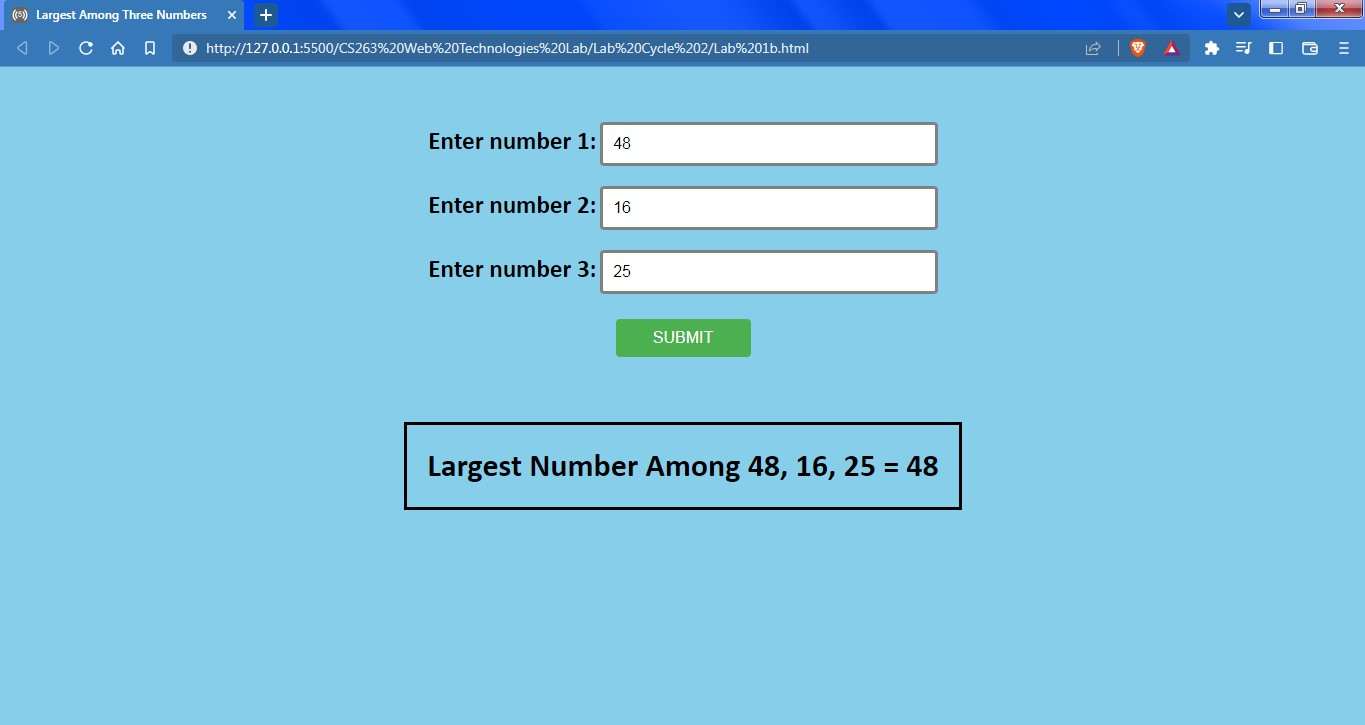 Largest Among Three Numbers
http://127.0.0.1:5500/CS263%20Web%20Technologies%20Lab/Lab%20Cycle%202/Lab%201b.html
Enter number 1: 48
Enter number 2: 16
Enter number 3: 25
SUBMIT
Largest Number Among 48, 16, 25 = 48